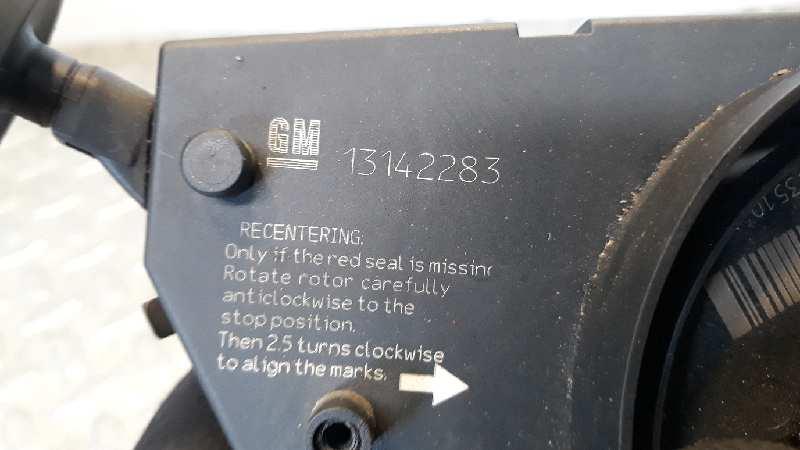 GM 13142283
RECENTERING:
Only if the red seal is missing
Rotate rotor carefully
anticlockwise to the
stop position.
Then 2.5 turns clockwise
to align the marks.
3510